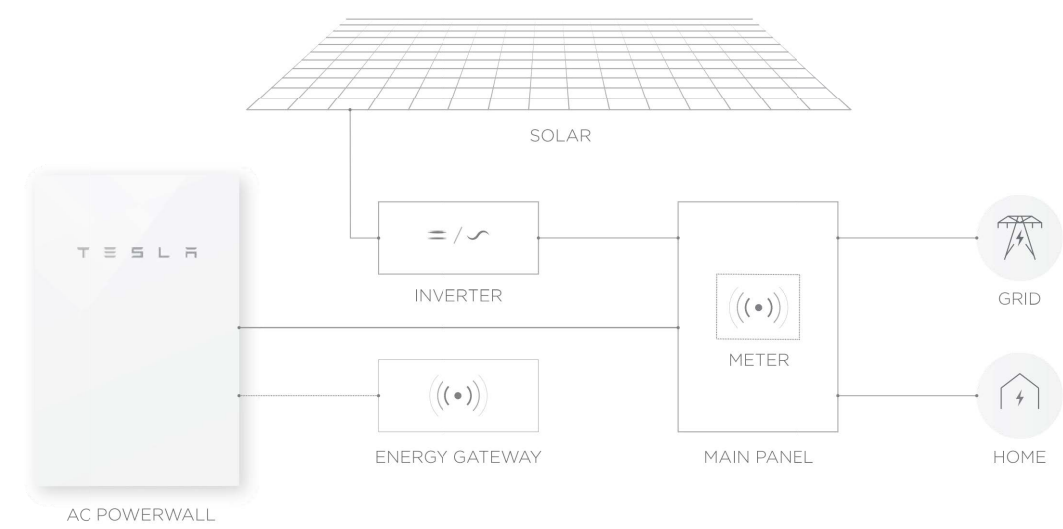 SOLAR
TESLA
INVERTER
GRID
METER
ENERGY GATEWAY
MAIN PANEL
HOME
AC POWERWALL